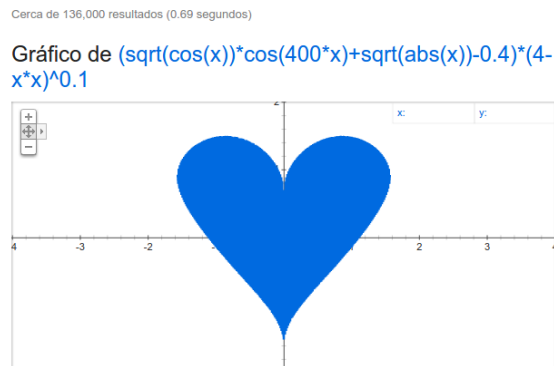 Cerca de 136,000 resultados (0.69 segundos)
Gráfico de (sqrt(cos(x))*cos(400*x)+sqrt(abs(x))-0.4)*(4-
x*x)^0.1
x: y:
2
4 -3 -2 2 3 4